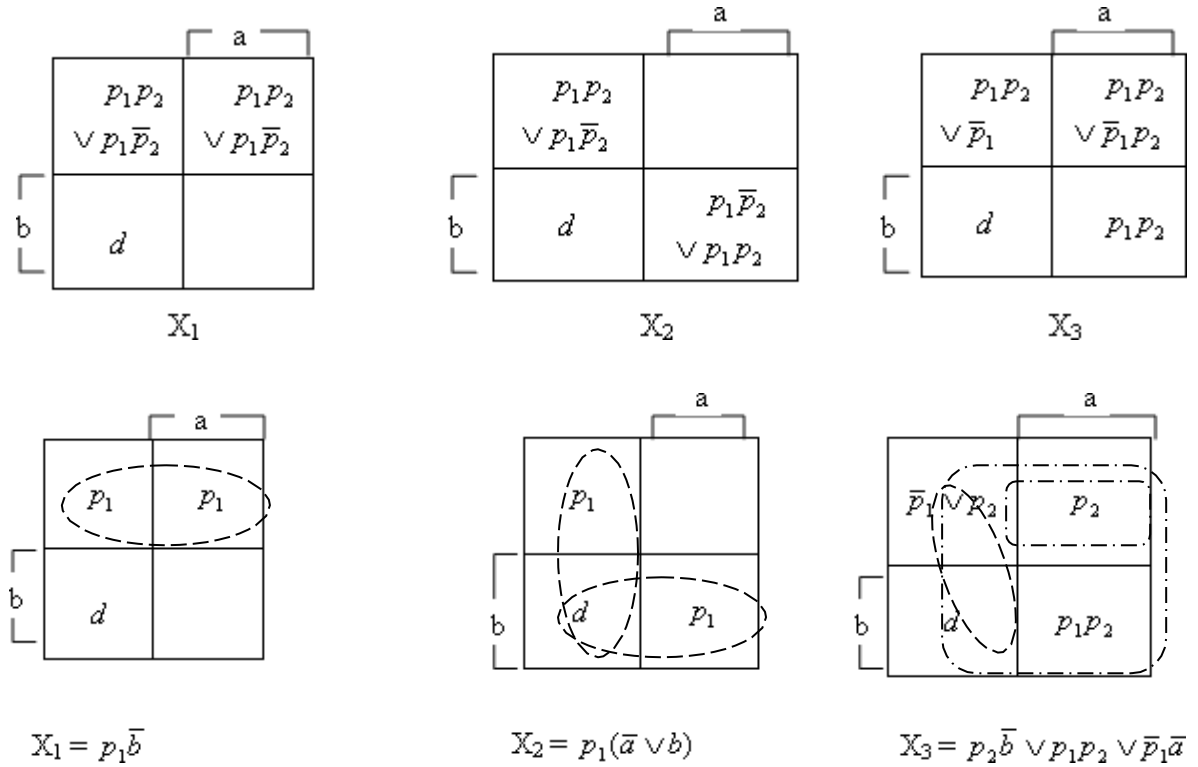 a
p₁p₂ p₁p₂
∨ p₁p̅₂ ∨ p₁p̅₂
b
d
X₁
a
p₁p₂
∨ p₁p̅₂
b
d
p₁p̅₂
∨ p₁p₂
X₂
a
p₁p₂ p₁p₂
∨ p̅₁ ∨ p̅₁p₂
b
d p₁p₂
X₃
a
p₁ p₁
b
d
X₁ = p₁b̅
a
p₁
b
d p₁
X₂ = p₁(a̅ ∨ b)
a
p̅₁ ∨ p₂ p₂
b
d p₁p₂
X₃ = p₂b̅ ∨ p₁p₂ ∨ p̅₁a̅